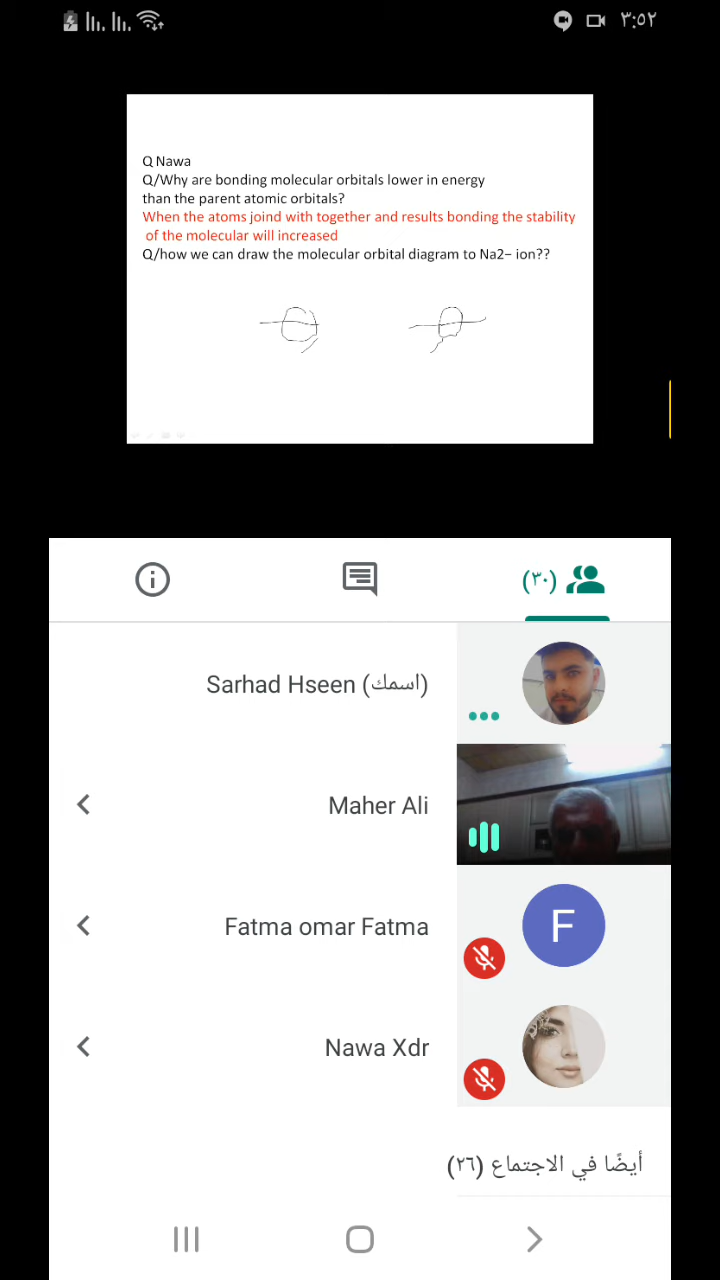 ٣:٥٢
Q Nawa
Q/Why are bonding molecular orbitals lower in energy
than the parent atomic orbitals?
When the atoms joind with together and results bonding the stability
of the molecular will increased
Q/how we can draw the molecular orbital diagram to Na2− ion??
(٣٠)
Sarhad Hseen (اسمك)
Maher Ali
Fatma omar Fatma
F
Nawa Xdr
أيضًا في الاجتماع (٢٦)